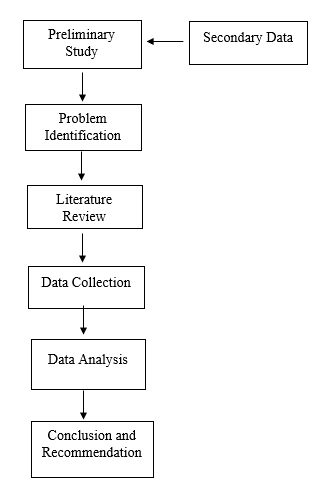 Preliminary
Study
Secondary Data
Problem
Identification
Literature
Review
Data Collection
Data Analysis
Conclusion and
Recommendation